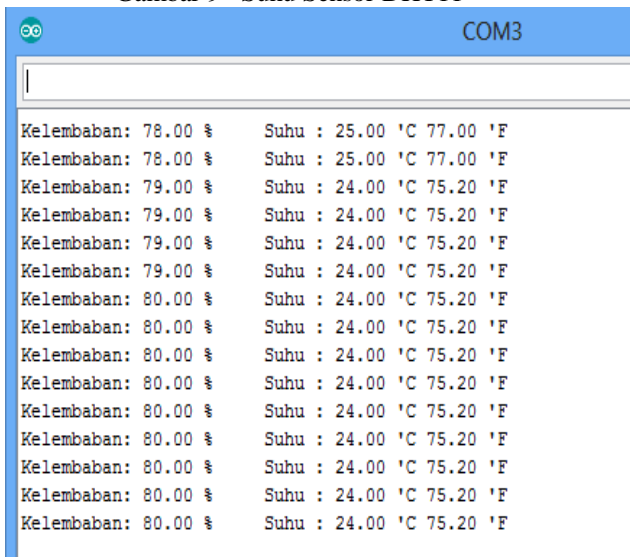 Gambar 9 Suhu Sensor DHT11
COM3
Kelembaban: 78.00 % Suhu : 25.00 'C 77.00 'F
Kelembaban: 78.00 % Suhu : 25.00 'C 77.00 'F
Kelembaban: 79.00 % Suhu : 24.00 'C 75.20 'F
Kelembaban: 79.00 % Suhu : 24.00 'C 75.20 'F
Kelembaban: 79.00 % Suhu : 24.00 'C 75.20 'F
Kelembaban: 79.00 % Suhu : 24.00 'C 75.20 'F
Kelembaban: 80.00 % Suhu : 24.00 'C 75.20 'F
Kelembaban: 80.00 % Suhu : 24.00 'C 75.20 'F
Kelembaban: 80.00 % Suhu : 24.00 'C 75.20 'F
Kelembaban: 80.00 % Suhu : 24.00 'C 75.20 'F
Kelembaban: 80.00 % Suhu : 24.00 'C 75.20 'F
Kelembaban: 80.00 % Suhu : 24.00 'C 75.20 'F
Kelembaban: 80.00 % Suhu : 24.00 'C 75.20 'F
Kelembaban: 80.00 % Suhu : 24.00 'C 75.20 'F
Kelembaban: 80.00 % Suhu : 24.00 'C 75.20 'F